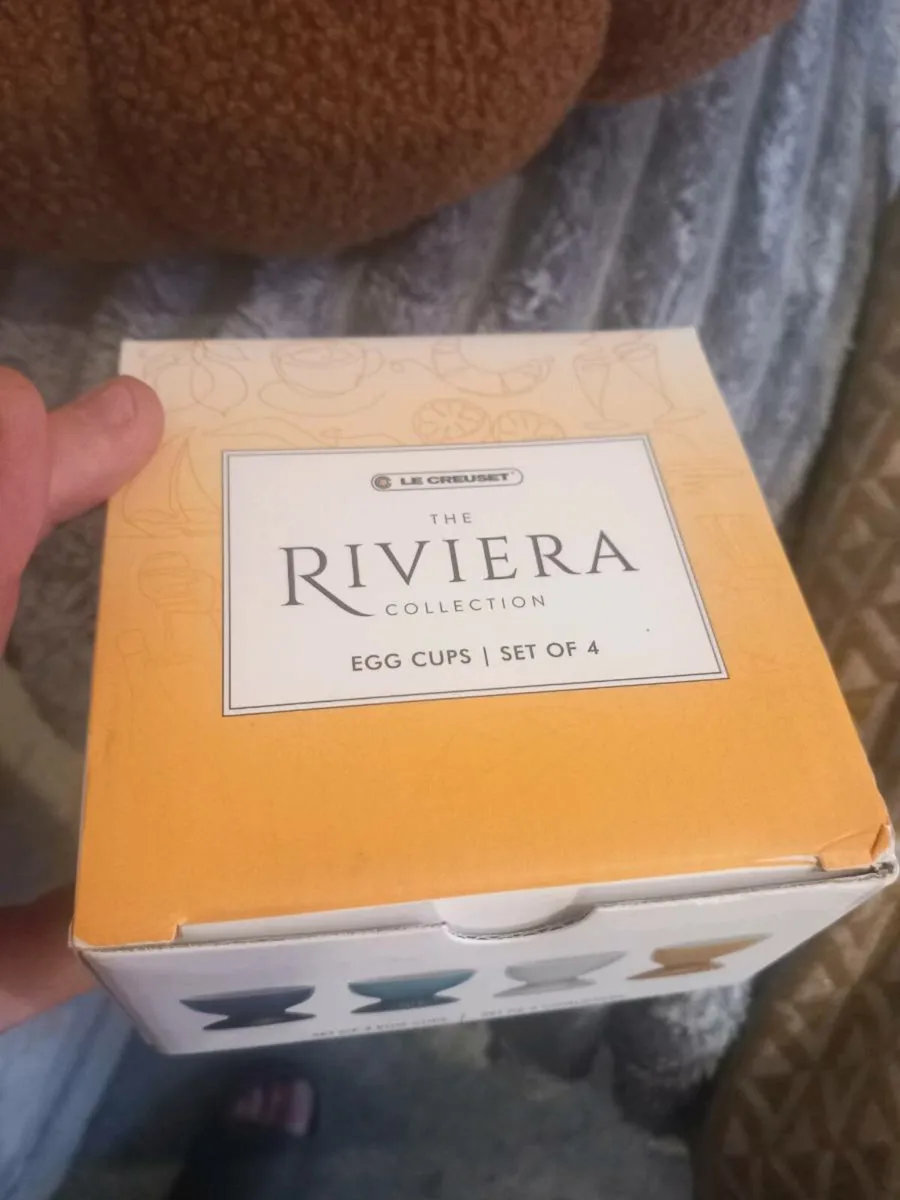 LE CREUSET
THE
RIVIERA
COLLECTION
EGG CUPS | SET OF 4